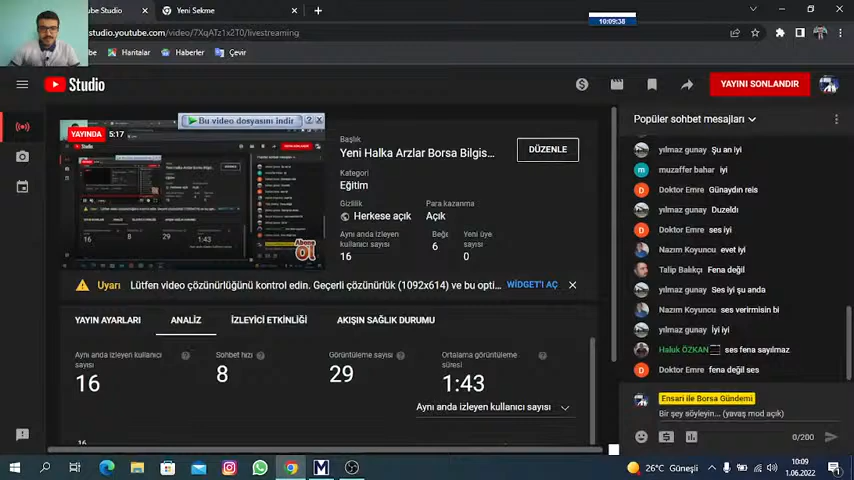 ube Studio
Yeni Sekme
10:09:38
studio.youtube.com/video/7XqATz1x2T0/livestreaming
ube
Haritalar
Haberler
Çevir
Studio
YAYINI SONLANDIR
Bu video dosyasını indir
YAYINDA
5:17
Abone
Ol
Başlık
Yeni Halka Arzlar Borsa Bilgis...
DÜZENLE
Kategori
Eğitim
Gizlilik
Herkese açık
Para kazanma
Açık
Aynı anda izleyen
kullanıcı sayısı
16
Beğe
6
Yeni üye
sayısı
0
Uyarı
Lütfen video çözünürlüğünü kontrol edin. Geçerli çözünürlük (1092x614) ve bu opti...
WIDGET'I AÇ
YAYIN AYARLARI
ANALİZ
İZLEYİCİ ETKİNLİĞİ
AKIŞIN SAĞLIK DURUMU
Aynı anda izleyen kullanıcı
sayısı
16
Sohbet hızı
8
Görüntüleme sayısı
29
Ortalama görüntüleme
süresi
1:43
Aynı anda izleyen kullanıcı sayısı
16
Popüler sohbet mesajları
yılmaz gunay Şu an iyi
muzaffer bahar iyi
Doktor Emre Günaydın reis
yılmaz gunay Duzeldı
Doktor Emre ses iyi
Nazım Koyuncu evet iyi
Talip Balıkçı Fena değil
yılmaz gunay Ses iyi şu anda
Nazım Koyuncu ses verirmisin bi
yılmaz gunay İyi iyi
Haluk ÖZKAN ses fena sayılmaz
Doktor Emre fena değil ses
Ensari ile Borsa Gündemi
Bir şey söyleyin... (yavaş mod açık)
0/200
26°C Güneşli
10:09
1.06.2022